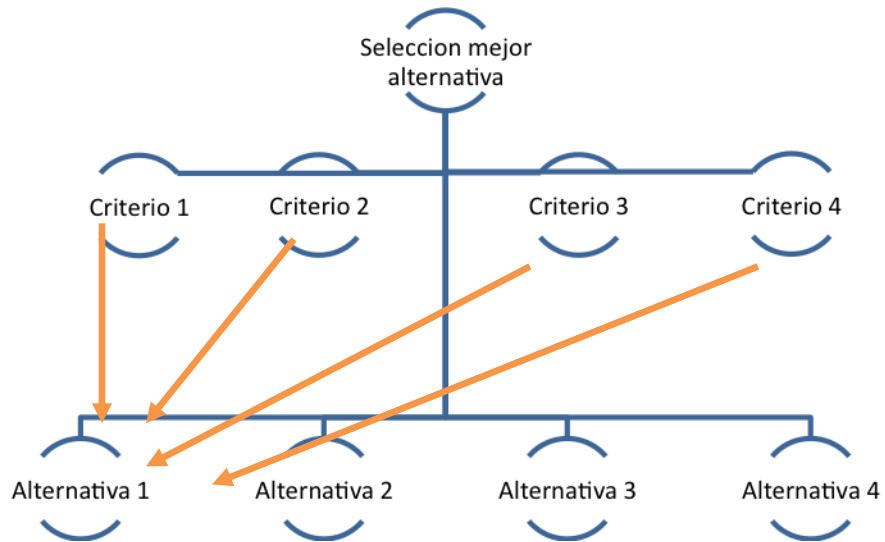 Seleccion mejor
alternativa
Criterio 1
Criterio 2
Criterio 3
Criterio 4
Alternativa 1
Alternativa 2
Alternativa 3
Alternativa 4